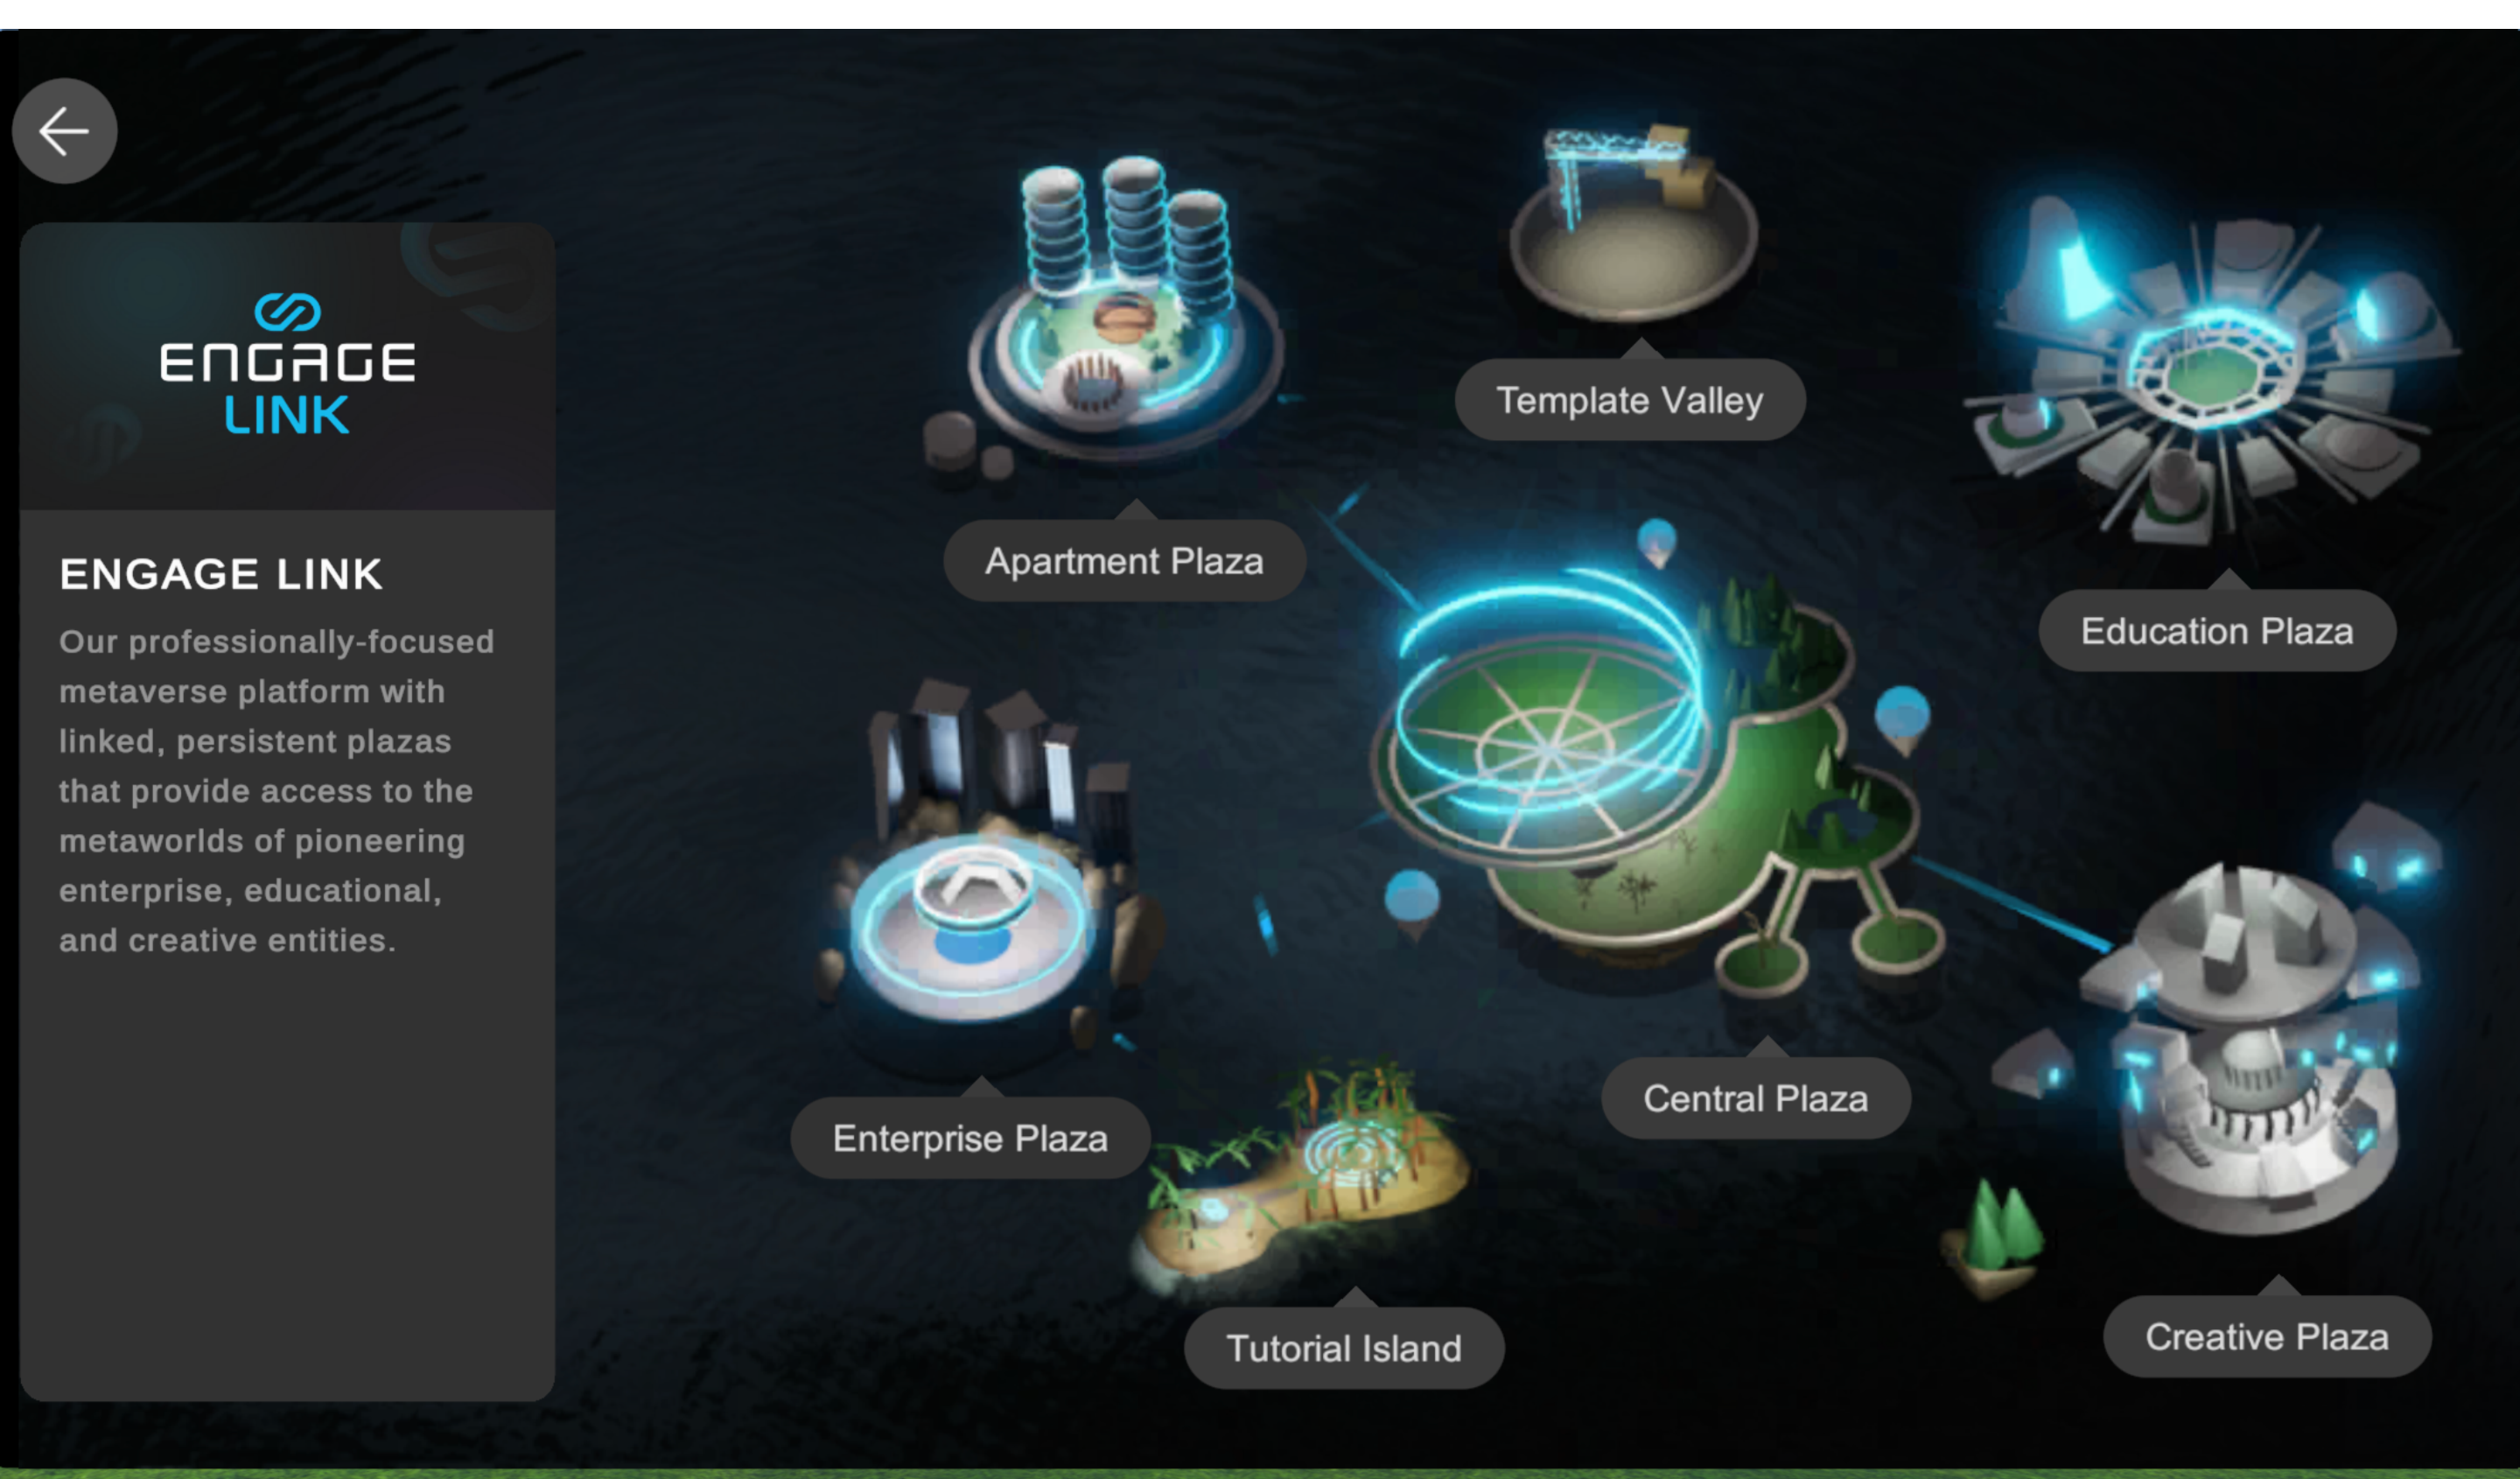 ENGAGE
LINK
ENGAGE LINK
Our professionally-focused
metaverse platform with
linked, persistent plazas
that provide access to the
metaworlds of pioneering
enterprise, educational,
and creative entities.
Template Valley
Apartment Plaza
Education Plaza
Central Plaza
Enterprise Plaza
Tutorial Island
Creative Plaza